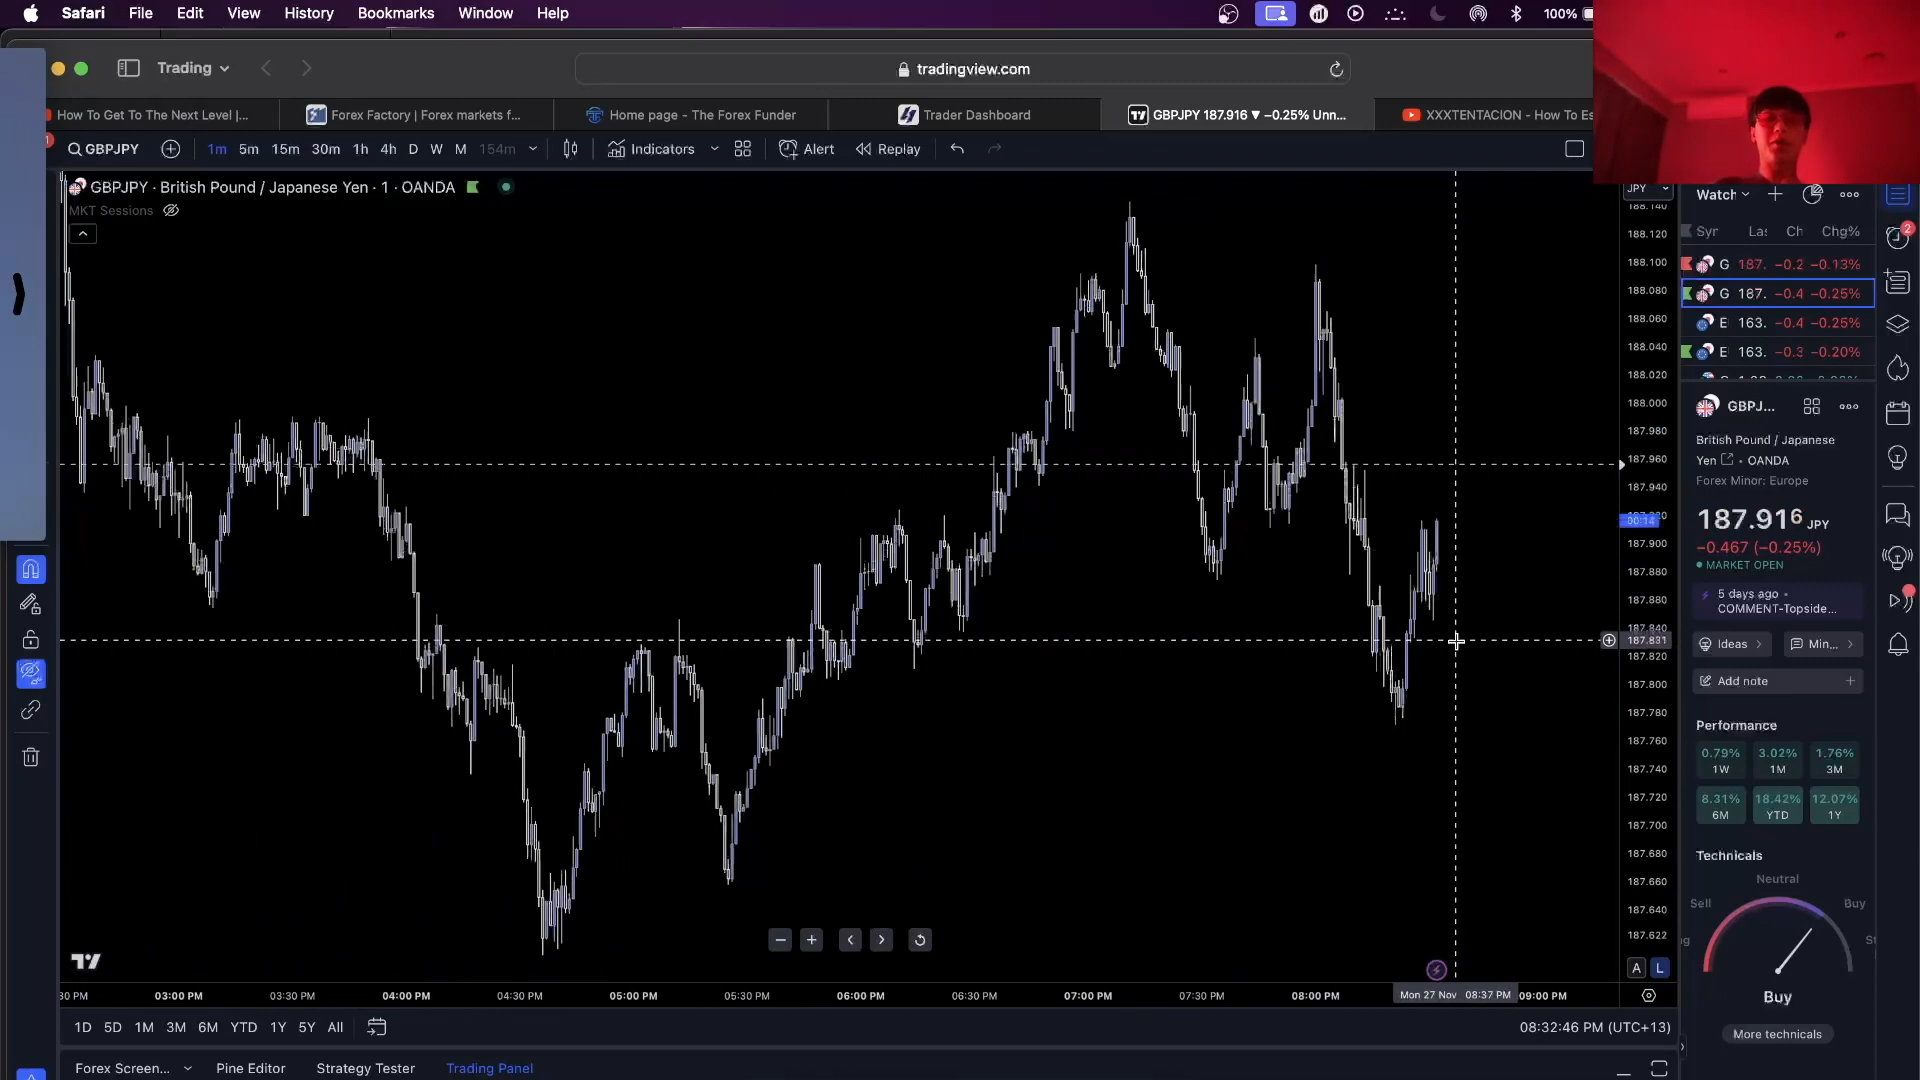 Safari File Edit View History Bookmarks Window Help 100%
Trading tradingview.com
How To Get To The Next Level |... Forex Factory | Forex markets f... Home page - The Forex Funder Trader Dashboard GBPJPY 187.916 ▼ −0.25% Unn... XXXTENTACION - How To Es
GBPJPY 1m 5m 15m 30m 1h 4h D W M 154m Indicators Alert Replay
GBPJPY · British Pound / Japanese Yen · 1 · OANDA
MKT Sessions
JPY
188.140
188.120
188.100
188.080
188.060
188.040
188.020
188.000
187.980
187.960
187.940
00:14
187.900
187.880
187.860
187.840
187.831
187.820
187.800
187.780
187.760
187.740
187.720
187.700
187.680
187.660
187.640
187.622
A L
Watch
Syr Las Ch Chg%
G 187. −0.2 −0.13%
G 187. −0.4 −0.25%
E 163. −0.4 −0.25%
E 163. −0.3 −0.20%
2
GBPJ...
British Pound / Japanese
Yen · OANDA
Forex Minor: Europe
187.916 JPY
−0.467 (−0.25%)
MARKET OPEN
5 days ago ·
COMMENT-Topside...
Ideas Min...
Add note
Performance
0.79% 3.02% 1.76%
1W 1M 3M
8.31% 18.42% 12.07%
6M YTD 1Y
Technicals
Neutral
Sell Buy
Buy
More technicals
:30 PM 03:00 PM 03:30 PM 04:00 PM 04:30 PM 05:00 PM 05:30 PM 06:00 PM 06:30 PM 07:00 PM 07:30 PM 08:00 PM Mon 27 Nov 08:37 PM 09:00 PM
1D 5D 1M 3M 6M YTD 1Y 5Y All 08:32:46 PM (UTC+13)
Forex Screen... Pine Editor Strategy Tester Trading Panel